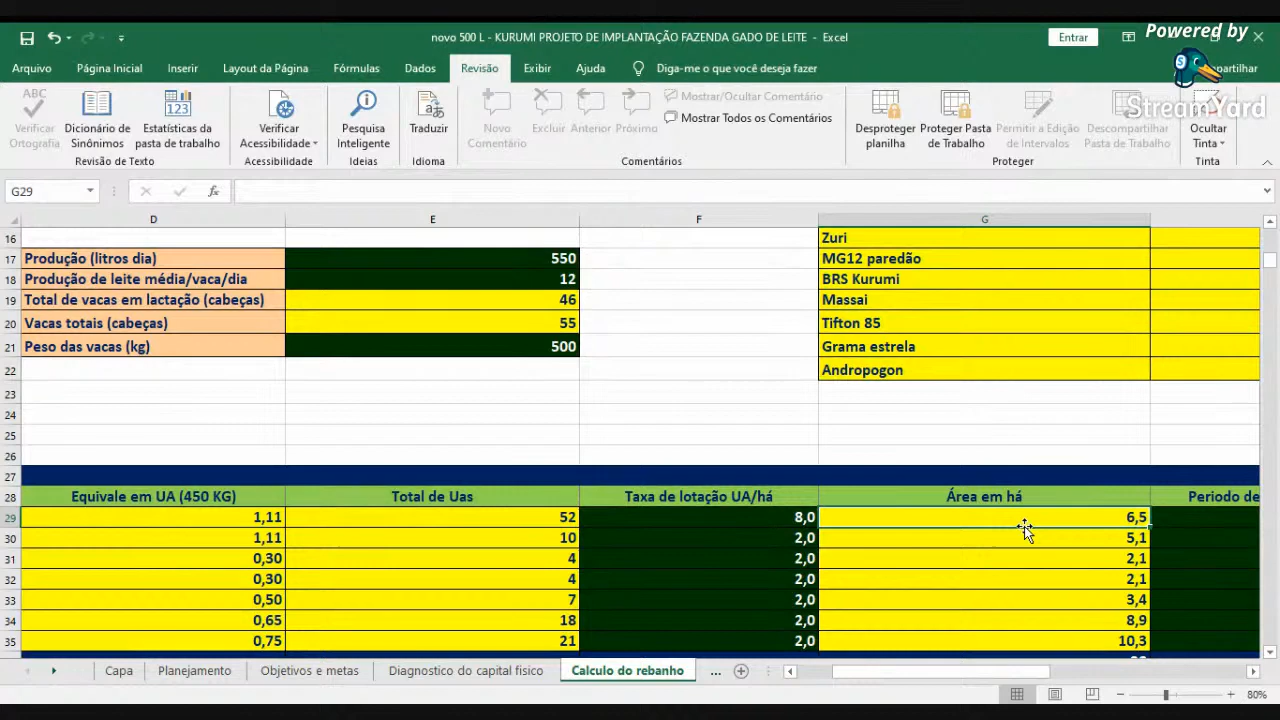 Powered by
StreamYard
novo 500 L - KURUMI PROJETO DE IMPLANTAÇÃO FAZENDA GADO DE LEITE - Excel
Entrar
Arquivo Página Inicial Inserir Layout da Página Fórmulas Dados Revisão Exibir Ajuda Diga-me o que você deseja fazer
Verificar Ortografia
Dicionário de Sinônimos
Estatísticas da pasta de trabalho
Verificar Acessibilidade
Pesquisa Inteligente
Traduzir
Novo Comentário
Excluir Anterior Próximo
Mostrar/Ocultar Comentário
Mostrar Todos os Comentários
Desproteger planilha
Proteger Pasta de Trabalho
Permitir a Edição de Intervalos
Descompartilhar Pasta de Trabalho
Ocultar Tinta
Revisão de Texto Acessibilidade Ideias Idioma Comentários Proteger Tinta
G29 fx
D E F G
16 Zuri
17 Produção (litros dia) 550 MG12 paredão
18 Produção de leite média/vaca/dia 12 BRS Kurumi
19 Total de vacas em lactação (cabeças) 46 Massai
20 Vacas totais (cabeças) 55 Tifton 85
21 Peso das vacas (kg) 500 Grama estrela
22 Andropogon
23
24
25
26
27
28 Equivale em UA (450 KG) Total de Uas Taxa de lotação UA/há Área em há Periodo de
29 1,11 52 8,0 6,5
30 1,11 10 2,0 5,1
31 0,30 4 2,0 2,1
32 0,30 4 2,0 2,1
33 0,50 7 2,0 3,4
34 0,65 18 2,0 8,9
35 0,75 21 2,0 10,3
Capa Planejamento Objetivos e metas Diagnostico do capital fisico Calculo do rebanho ...
80%